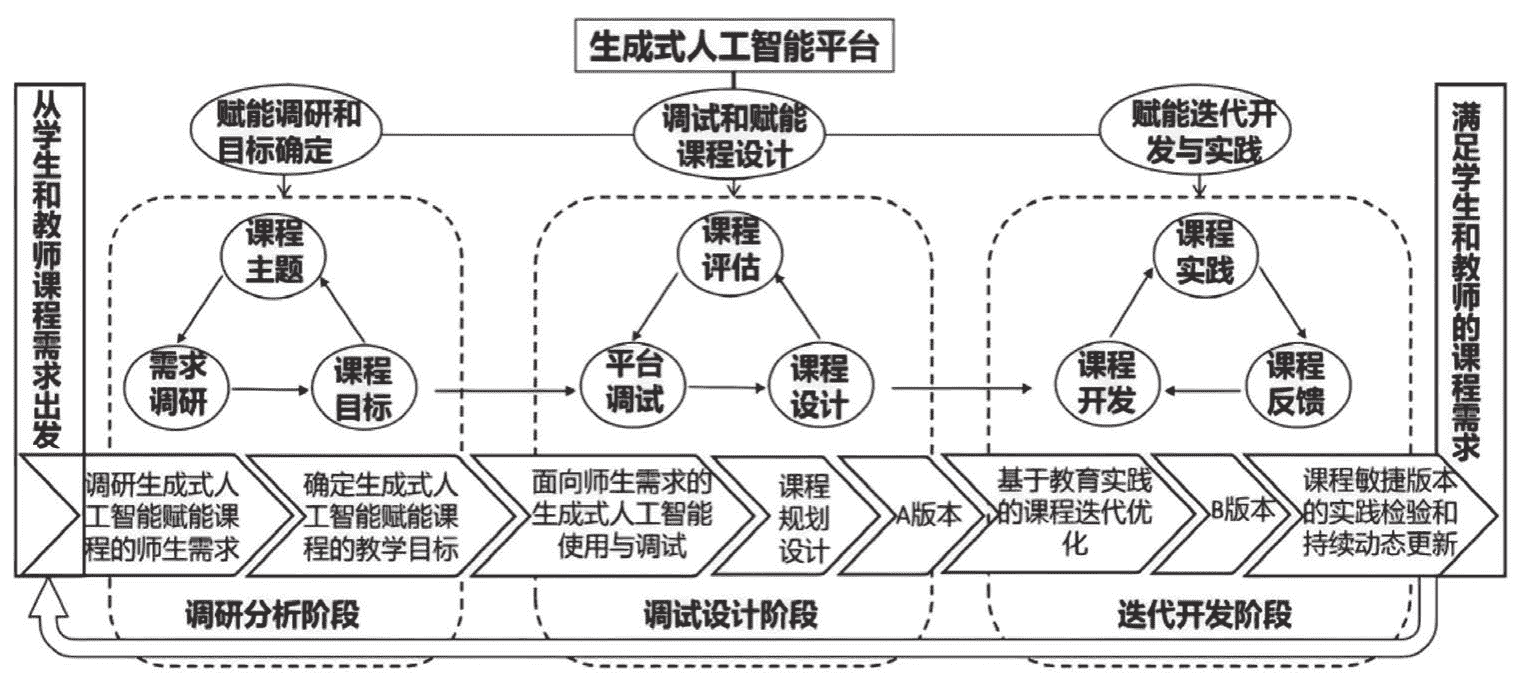 生成式人工智能平台
从学生和教师课程需求出发
赋能调研和
目标确定
调试和赋能
课程设计
赋能迭代开
发与实践
满足学生和教师的课程需求
课程
主题
需求
调研
课程
目标
课程
评估
平台
调试
课程
设计
课程
实践
课程
开发
课程
反馈
调研生成式人
工智能赋能课
程的师生需求
确定生成式人
工智能赋能课
程的教学目标
面向师生需求的
生成式人工智能
使用与调试
课程
规划
设计
A版本
基于教育实践
的课程迭代优
化
B版本
课程敏捷版本
的实践检验和
持续动态更新
调研分析阶段
调试设计阶段
迭代开发阶段